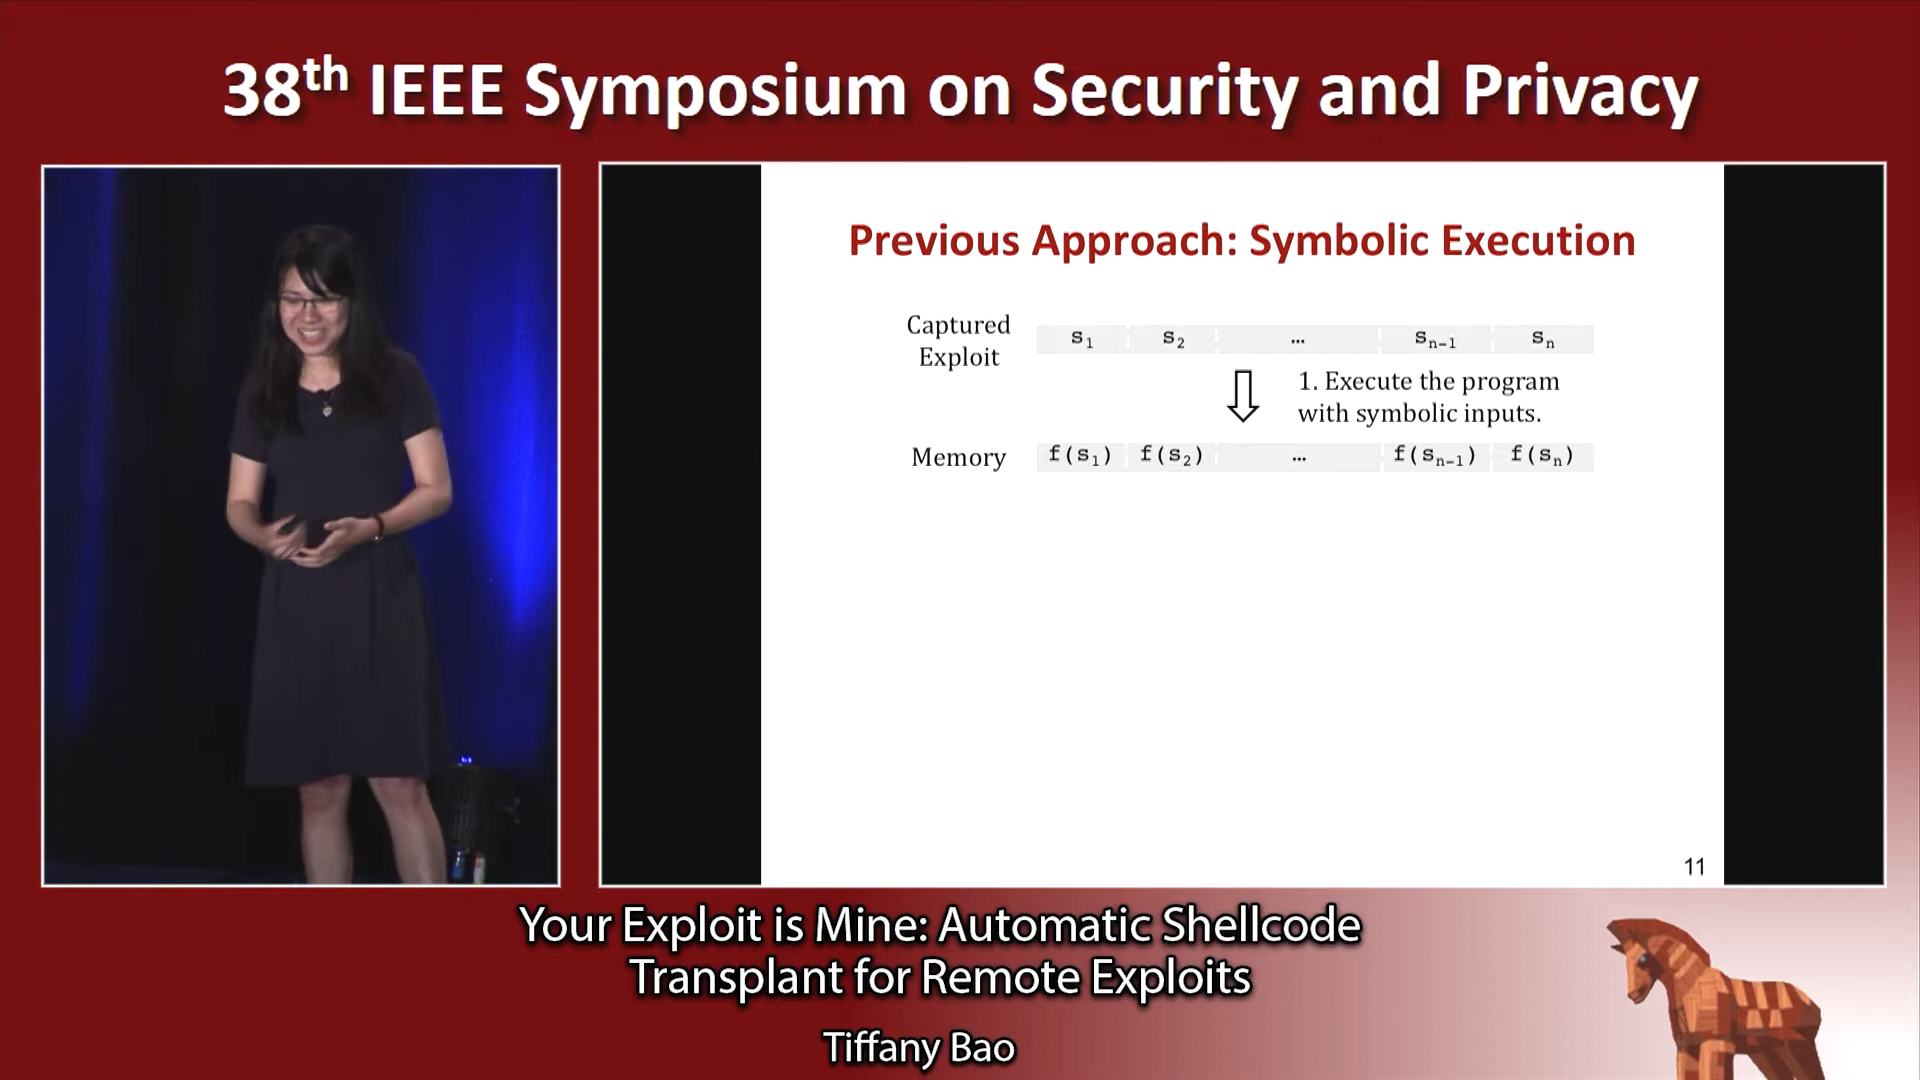 38th IEEE Symposium on Security and Privacy
Previous Approach: Symbolic Execution
Captured
Exploit
s1 s2 … sn−1 sn
1. Execute the program
with symbolic inputs.
Memory
f(s1) f(s2) … f(sn−1) f(sn)
11
Your Exploit is Mine: Automatic Shellcode
Transplant for Remote Exploits
Tiffany Bao